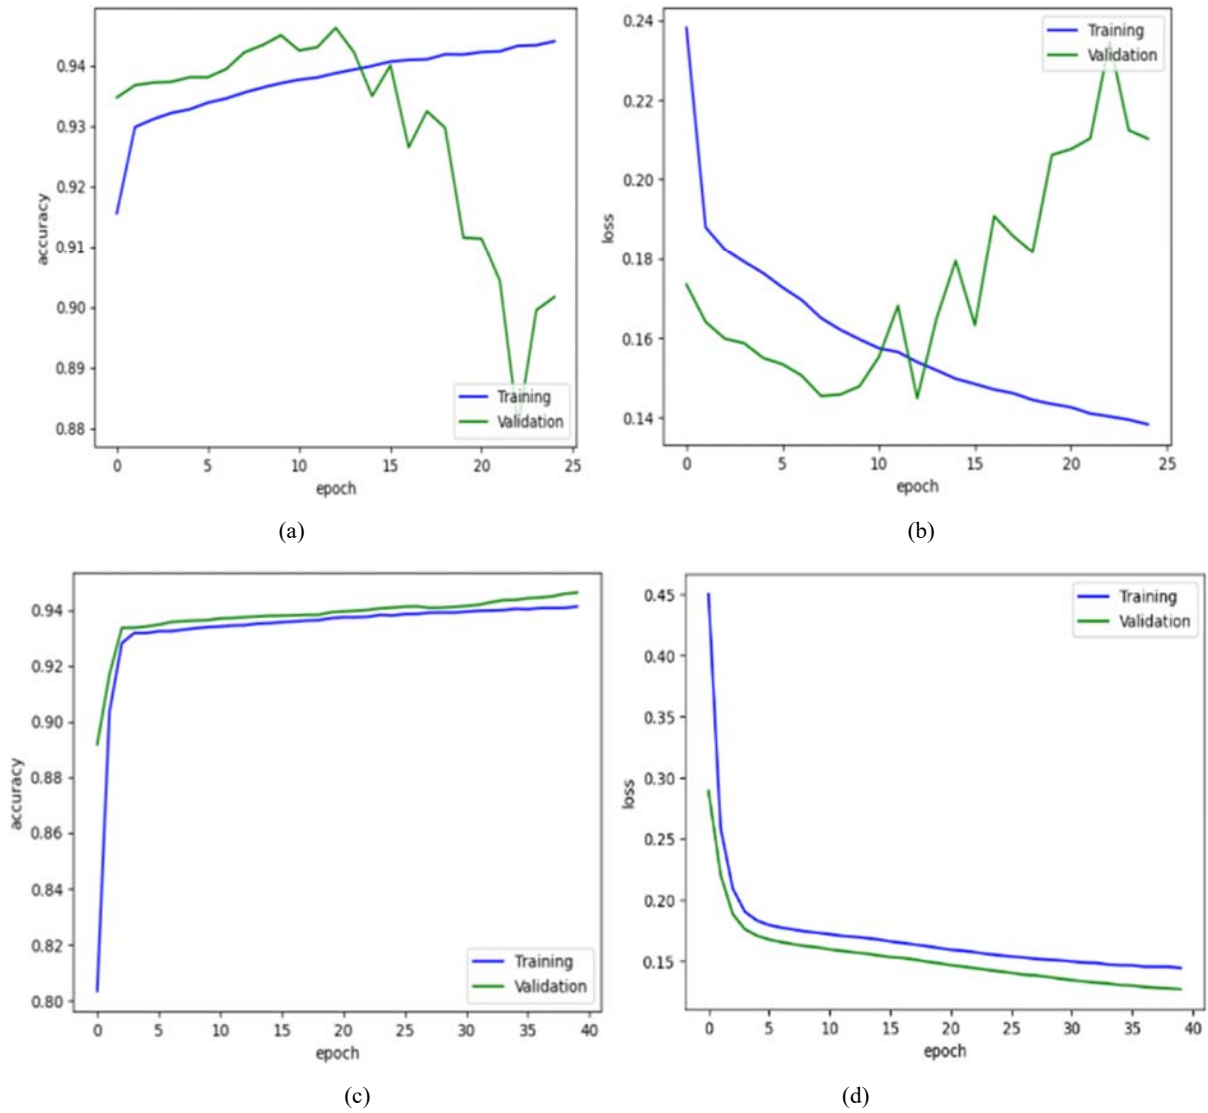 0.94
0.93
0.92
0.91
0.90
0.89
0.88
accuracy
Training
Validation
0 5 10 15 20 25
epoch
(a)
0.24
0.22
0.20
0.18
0.16
0.14
loss
Training
Validation
0 5 10 15 20 25
epoch
(b)
0.94
0.92
0.90
0.88
0.86
0.84
0.82
0.80
accuracy
Training
Validation
0 5 10 15 20 25 30 35 40
epoch
(c)
0.45
0.40
0.35
0.30
0.25
0.20
0.15
loss
Training
Validation
0 5 10 15 20 25 30 35 40
epoch
(d)